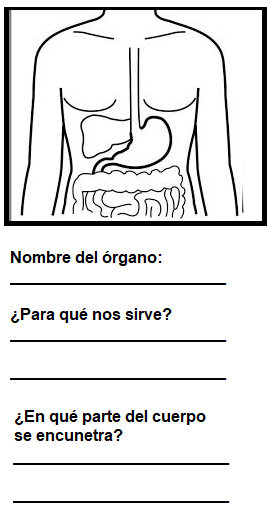 Nombre del órgano:
¿Para qué nos sirve?
¿En qué parte del cuerpo
se encunetra?